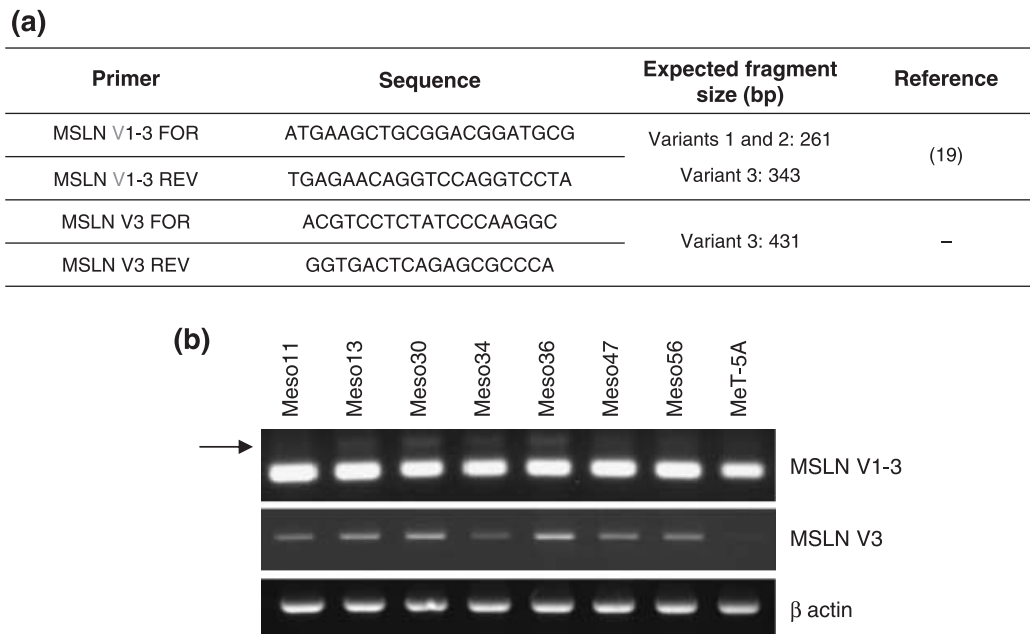 (a)
Primer Sequence Expected fragment size (bp) Reference
MSLN V1-3 FOR ATGAAGCTGCGGACGGATGCG Variants 1 and 2: 261 (19)
MSLN V1-3 REV TGAGAACAGGTCCAGGTCCTA Variant 3: 343
MSLN V3 FOR ACGTCCTCTATCCCAAGGC Variant 3: 431 –
MSLN V3 REV GGTGACTCAGAGCGCCCA
(b)
Meso11 Meso13 Meso30 Meso34 Meso36 Meso47 Meso56 MeT-5A
MSLN V1-3
MSLN V3
β actin